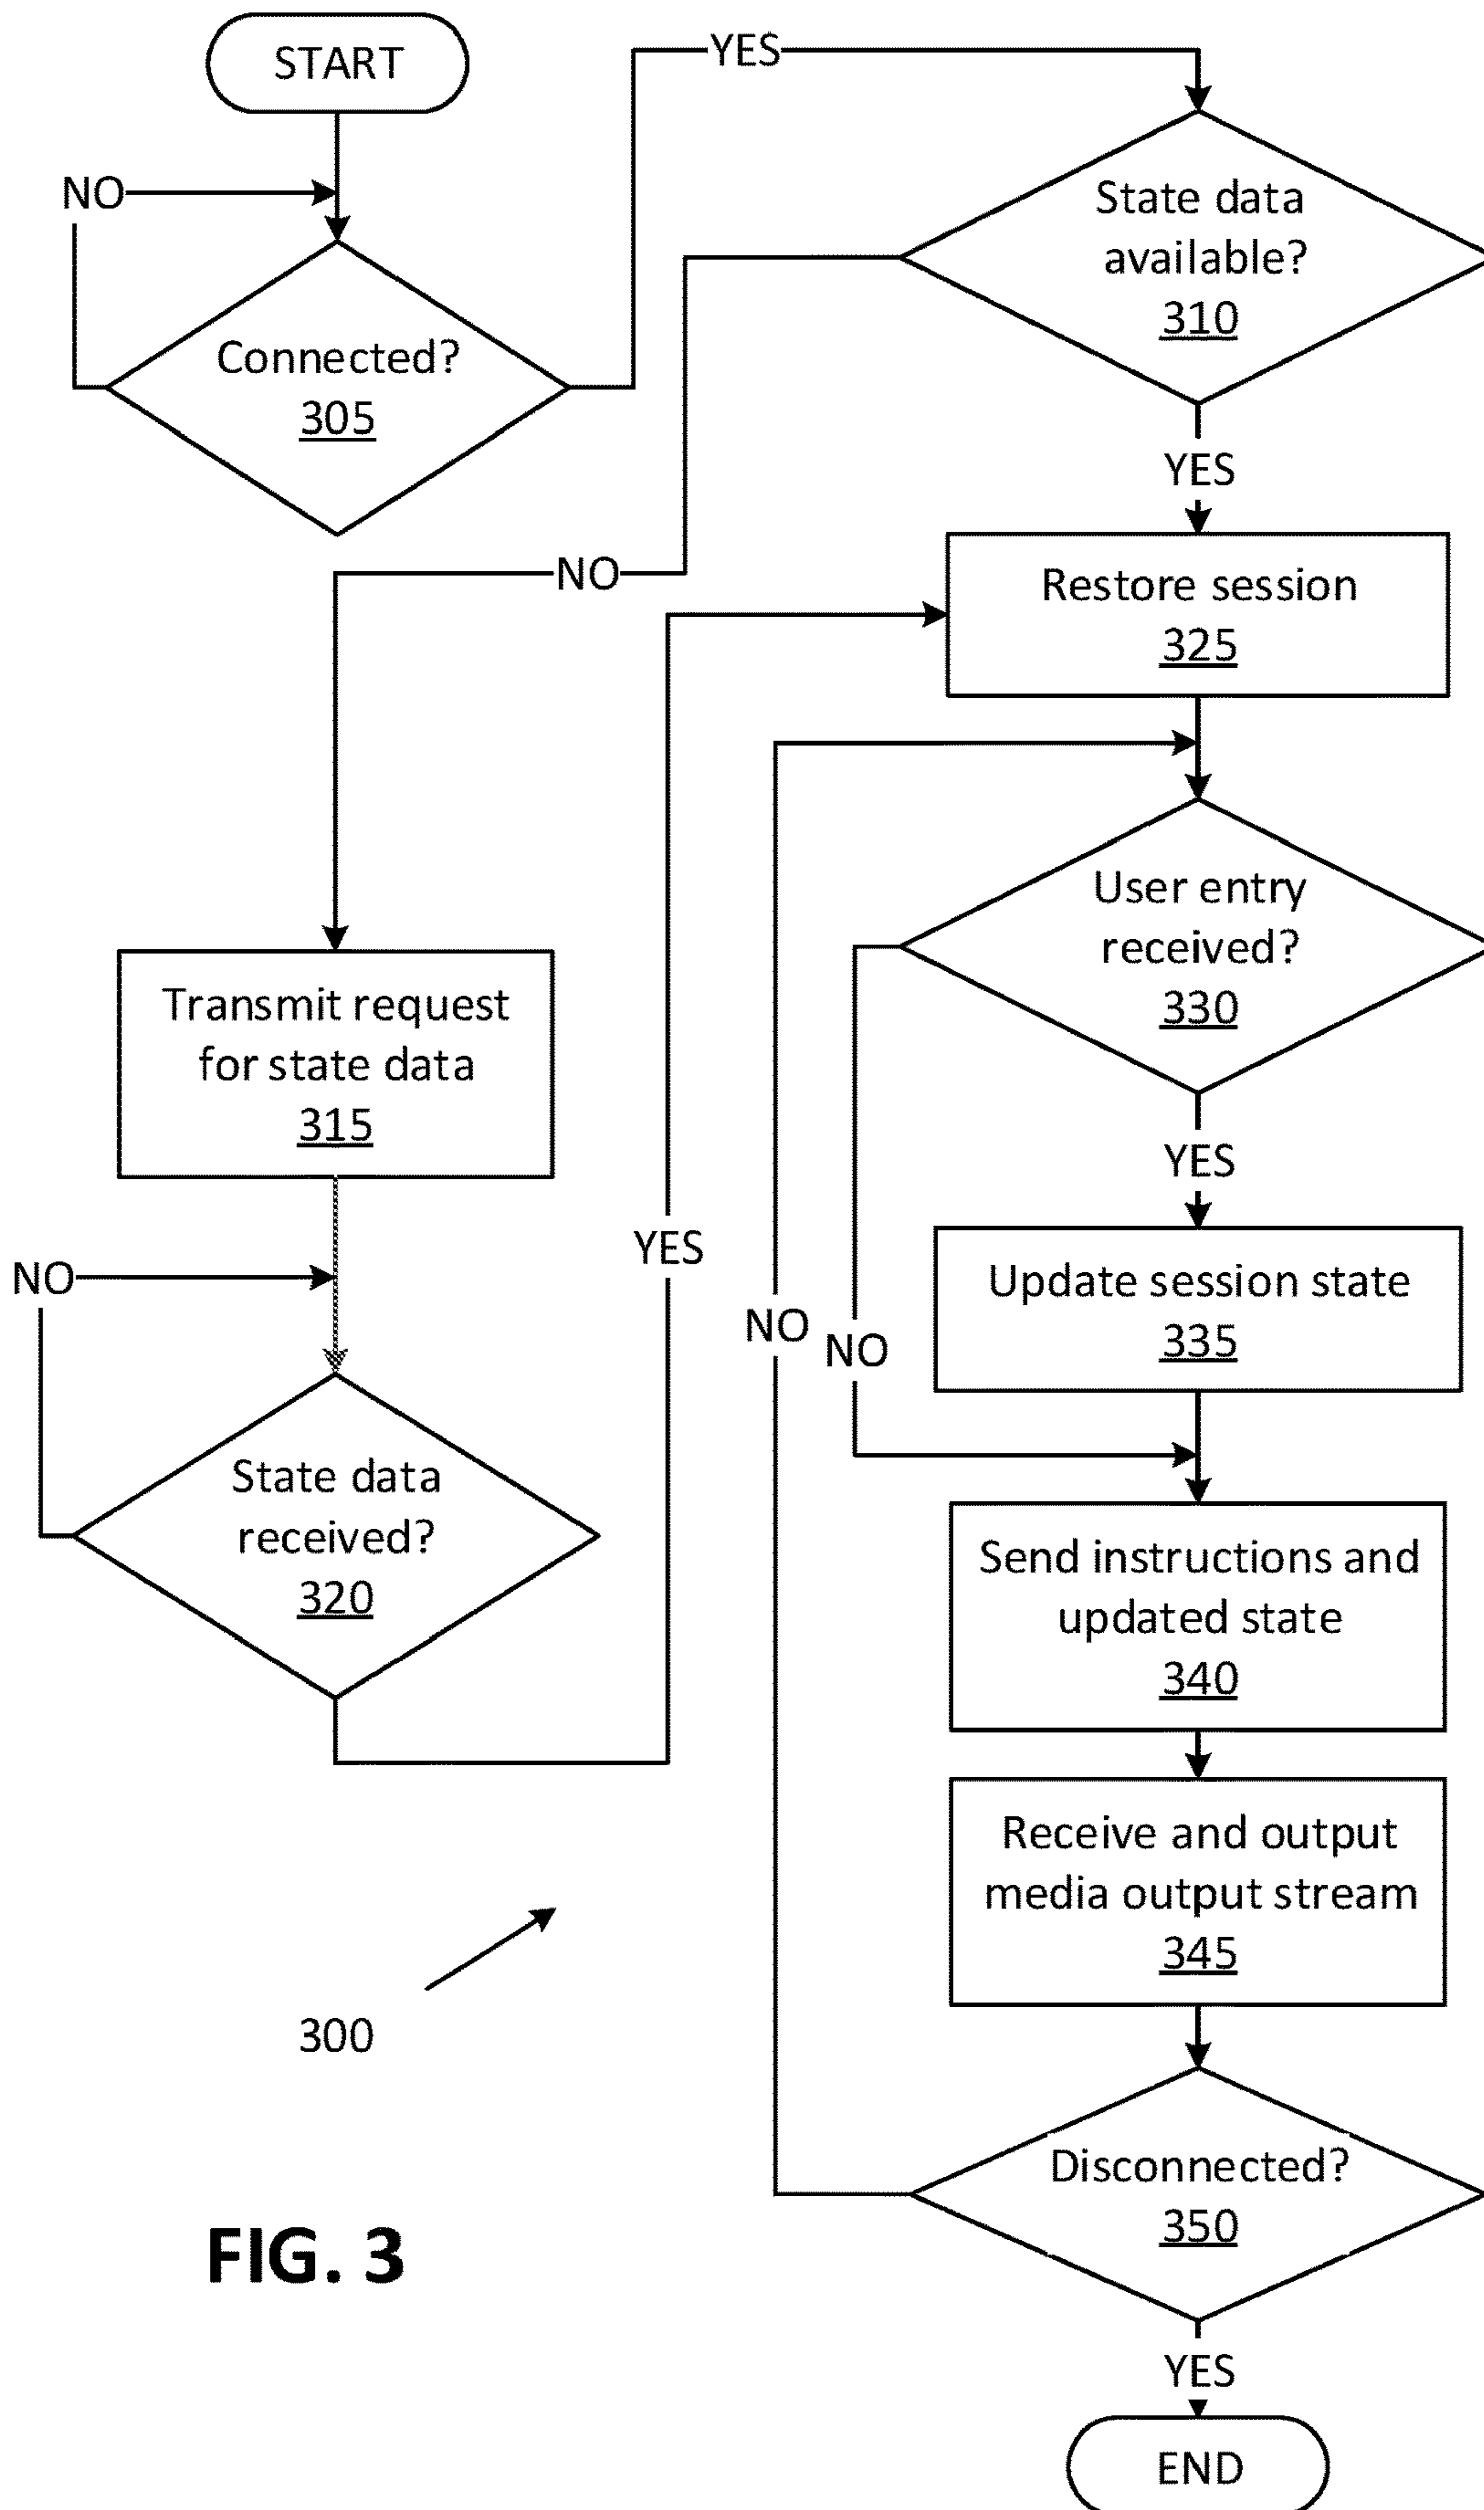 START
YES
NO
State data
available?
310
Connected?
305
YES
NO
Restore session
325
User entry
received?
330
Transmit request
for state data
315
YES
YES
NO
Update session state
335
NO
NO
State data
received?
320
Send instructions and
updated state
340
Receive and output
media output stream
345
300
Disconnected?
350
FIG. 3
YES
END